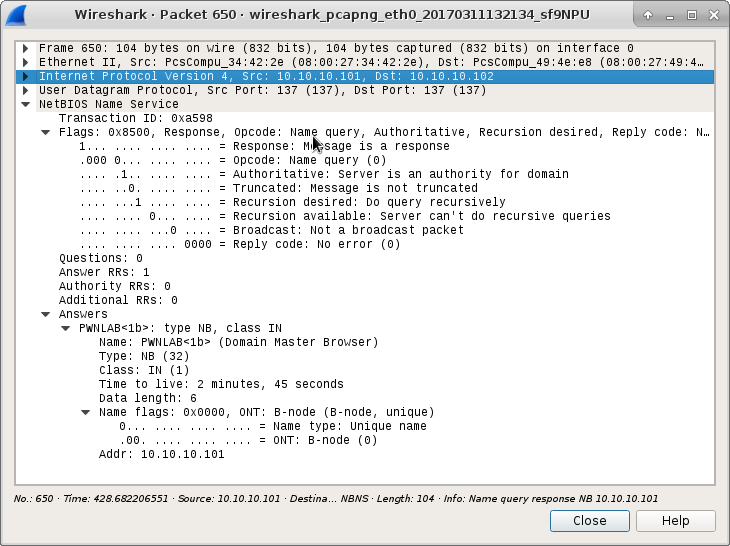 Wireshark · Packet 650 · wireshark_pcapng_eth0_20170311132134_sf9NPU
Frame 650: 104 bytes on wire (832 bits), 104 bytes captured (832 bits) on interface 0
Ethernet II, Src: PcsCompu_34:42:2e (08:00:27:34:42:2e), Dst: PcsCompu_49:4e:e8 (08:00:27:49:4…
Internet Protocol Version 4, Src: 10.10.10.101, Dst: 10.10.10.102
User Datagram Protocol, Src Port: 137 (137), Dst Port: 137 (137)
NetBIOS Name Service
Transaction ID: 0xa598
Flags: 0x8500, Response, Opcode: Name query, Authoritative, Recursion desired, Reply code: N…
1... .... .... .... = Response: Message is a response
.000 0... .... .... = Opcode: Name query (0)
.... .1.. .... .... = Authoritative: Server is an authority for domain
.... ..0. .... .... = Truncated: Message is not truncated
.... ...1 .... .... = Recursion desired: Do query recursively
.... .... 0... .... = Recursion available: Server can't do recursive queries
.... .... ...0 .... = Broadcast: Not a broadcast packet
.... .... .... 0000 = Reply code: No error (0)
Questions: 0
Answer RRs: 1
Authority RRs: 0
Additional RRs: 0
Answers
PWNLAB<1b>: type NB, class IN
Name: PWNLAB<1b> (Domain Master Browser)
Type: NB (32)
Class: IN (1)
Time to live: 2 minutes, 45 seconds
Data length: 6
Name flags: 0x0000, ONT: B-node (B-node, unique)
0... .... .... .... = Name type: Unique name
.00. .... .... .... = ONT: B-node (0)
Addr: 10.10.10.101
No.: 650 · Time: 428.682206551 · Source: 10.10.10.101 · Destina… NBNS · Length: 104 · Info: Name query response NB 10.10.10.101
Close
Help